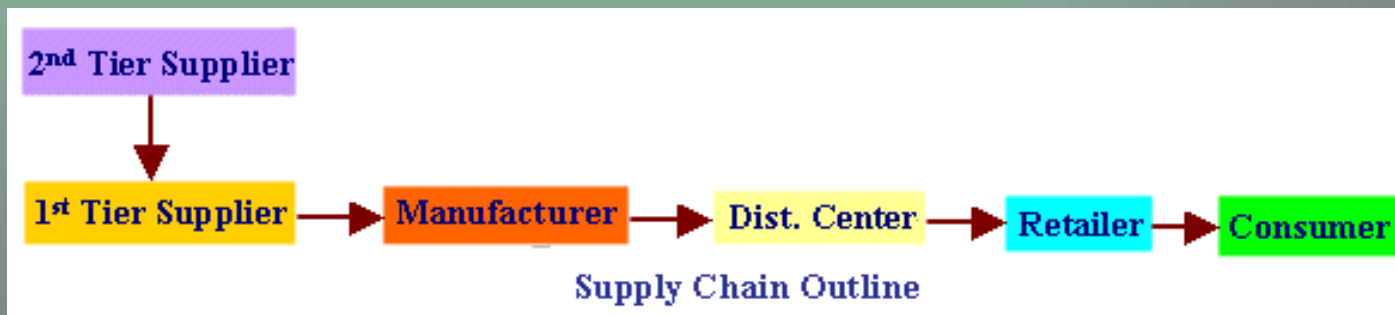 2nd Tier Supplier
1st Tier Supplier
Manufacturer
Dist. Center
Retailer
Consumer
Supply Chain Outline